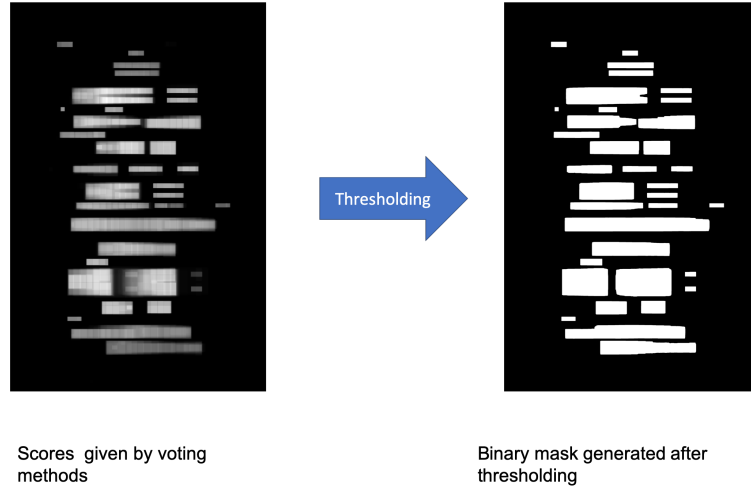 Thresholding
Scores given by voting
methods
Binary mask generated after
thresholding